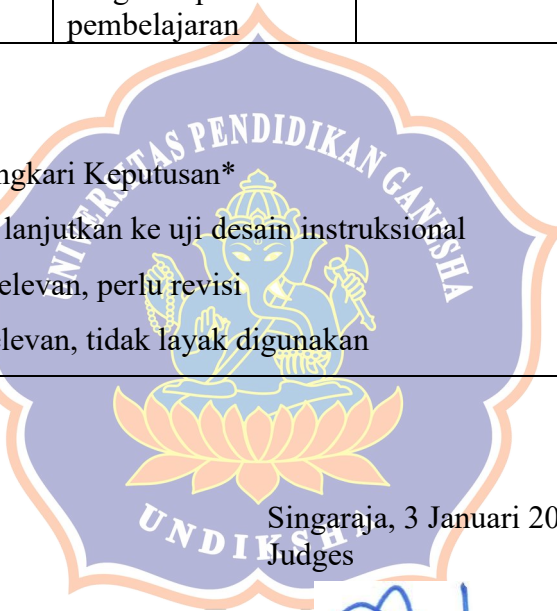 pembelajaran
UNIVERSITAS PENDIDIKAN GANESHA
ngkari Keputusan*
lanjutkan ke uji desain instruksional
elevan, perlu revisi
elevan, tidak layak digunakan
UNDIKSHA
Singaraja, 3 Januari 20
Judges